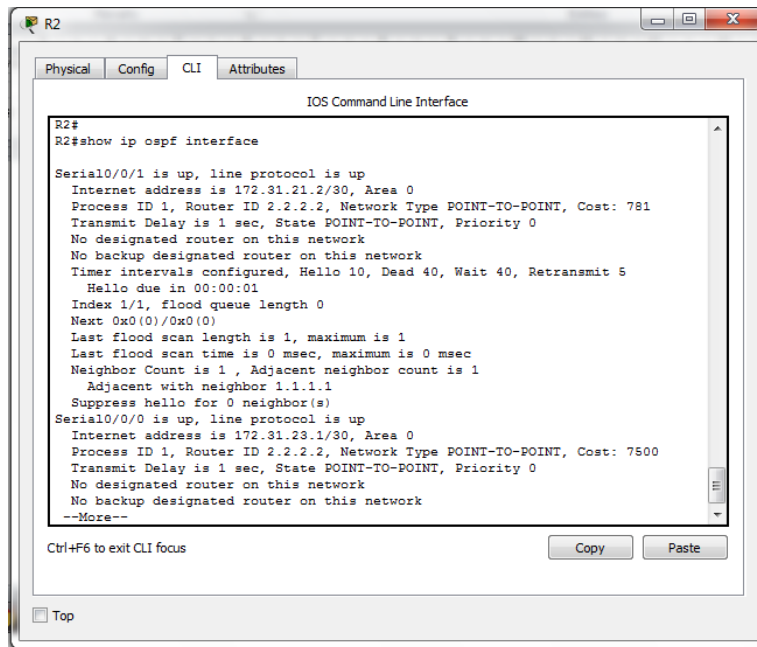 R2
Physical Config CLI Attributes
IOS Command Line Interface
R2#
R2#show ip ospf interface
Serial0/0/1 is up, line protocol is up
Internet address is 172.31.21.2/30, Area 0
Process ID 1, Router ID 2.2.2.2, Network Type POINT-TO-POINT, Cost: 781
Transmit Delay is 1 sec, State POINT-TO-POINT, Priority 0
No designated router on this network
No backup designated router on this network
Timer intervals configured, Hello 10, Dead 40, Wait 40, Retransmit 5
Hello due in 00:00:01
Index 1/1, flood queue length 0
Next 0x0(0)/0x0(0)
Last flood scan length is 1, maximum is 1
Last flood scan time is 0 msec, maximum is 0 msec
Neighbor Count is 1 , Adjacent neighbor count is 1
Adjacent with neighbor 1.1.1.1
Suppress hello for 0 neighbor(s)
Serial0/0/0 is up, line protocol is up
Internet address is 172.31.23.1/30, Area 0
Process ID 1, Router ID 2.2.2.2, Network Type POINT-TO-POINT, Cost: 7500
Transmit Delay is 1 sec, State POINT-TO-POINT, Priority 0
No designated router on this network
No backup designated router on this network
--More--
Ctrl+F6 to exit CLI focus Copy Paste
Top